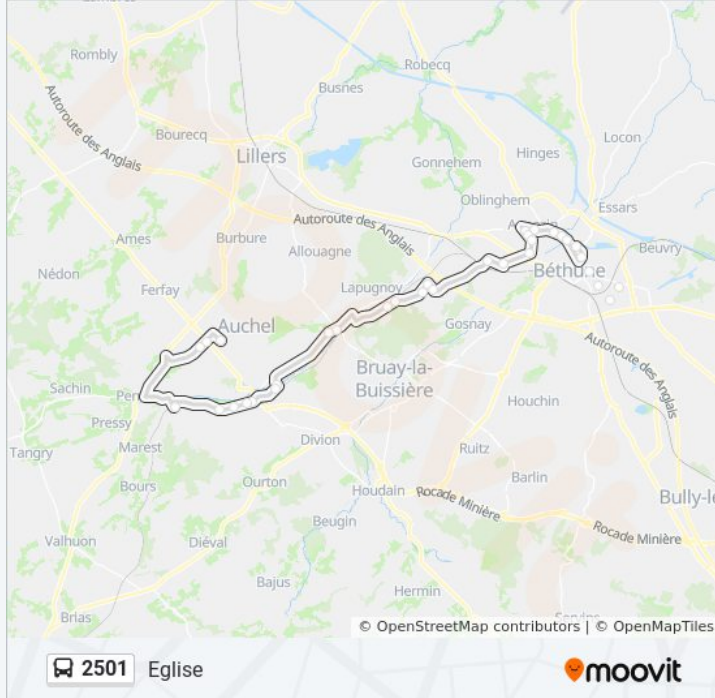 Rombly
Robecq
Busnes
Autoroute des Anglais
Bourecq
Locon
Lillers
Hinges
Gonnehem
Oblinghem
Essars
Autoroute des Anglais
Ames
Burbure
Beuvry
Allouagne
Nédon
Béthune
Ferfay
Lapugnoy
Auchel
Gosnay
Autoroute des Anglais
Bruay-la-
Buissière
Sachin
Houchin
Pressy
Marest
Divion
Tangry
Ruitz
Bours
Ourton
Barlin
Houdain
Rocade Minière
Bully-le
Beugin
Rocade Minière
Valhuon
Diéval
Bajus
Hermin
Brias
© OpenStreetMap contributors | © OpenMapTiles
2501 Eglise
moovit